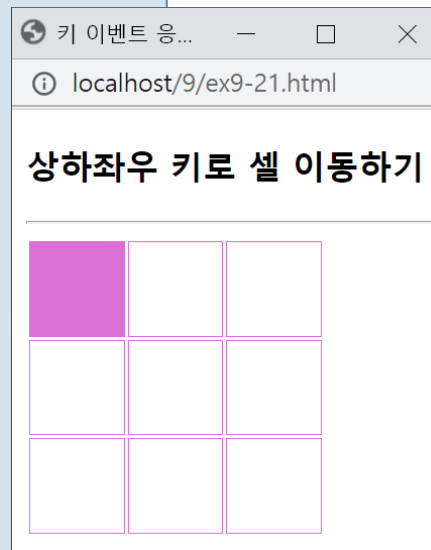 키 이벤트 응...
localhost/9/ex9-21.html
상하좌우 키로 셀 이동하기